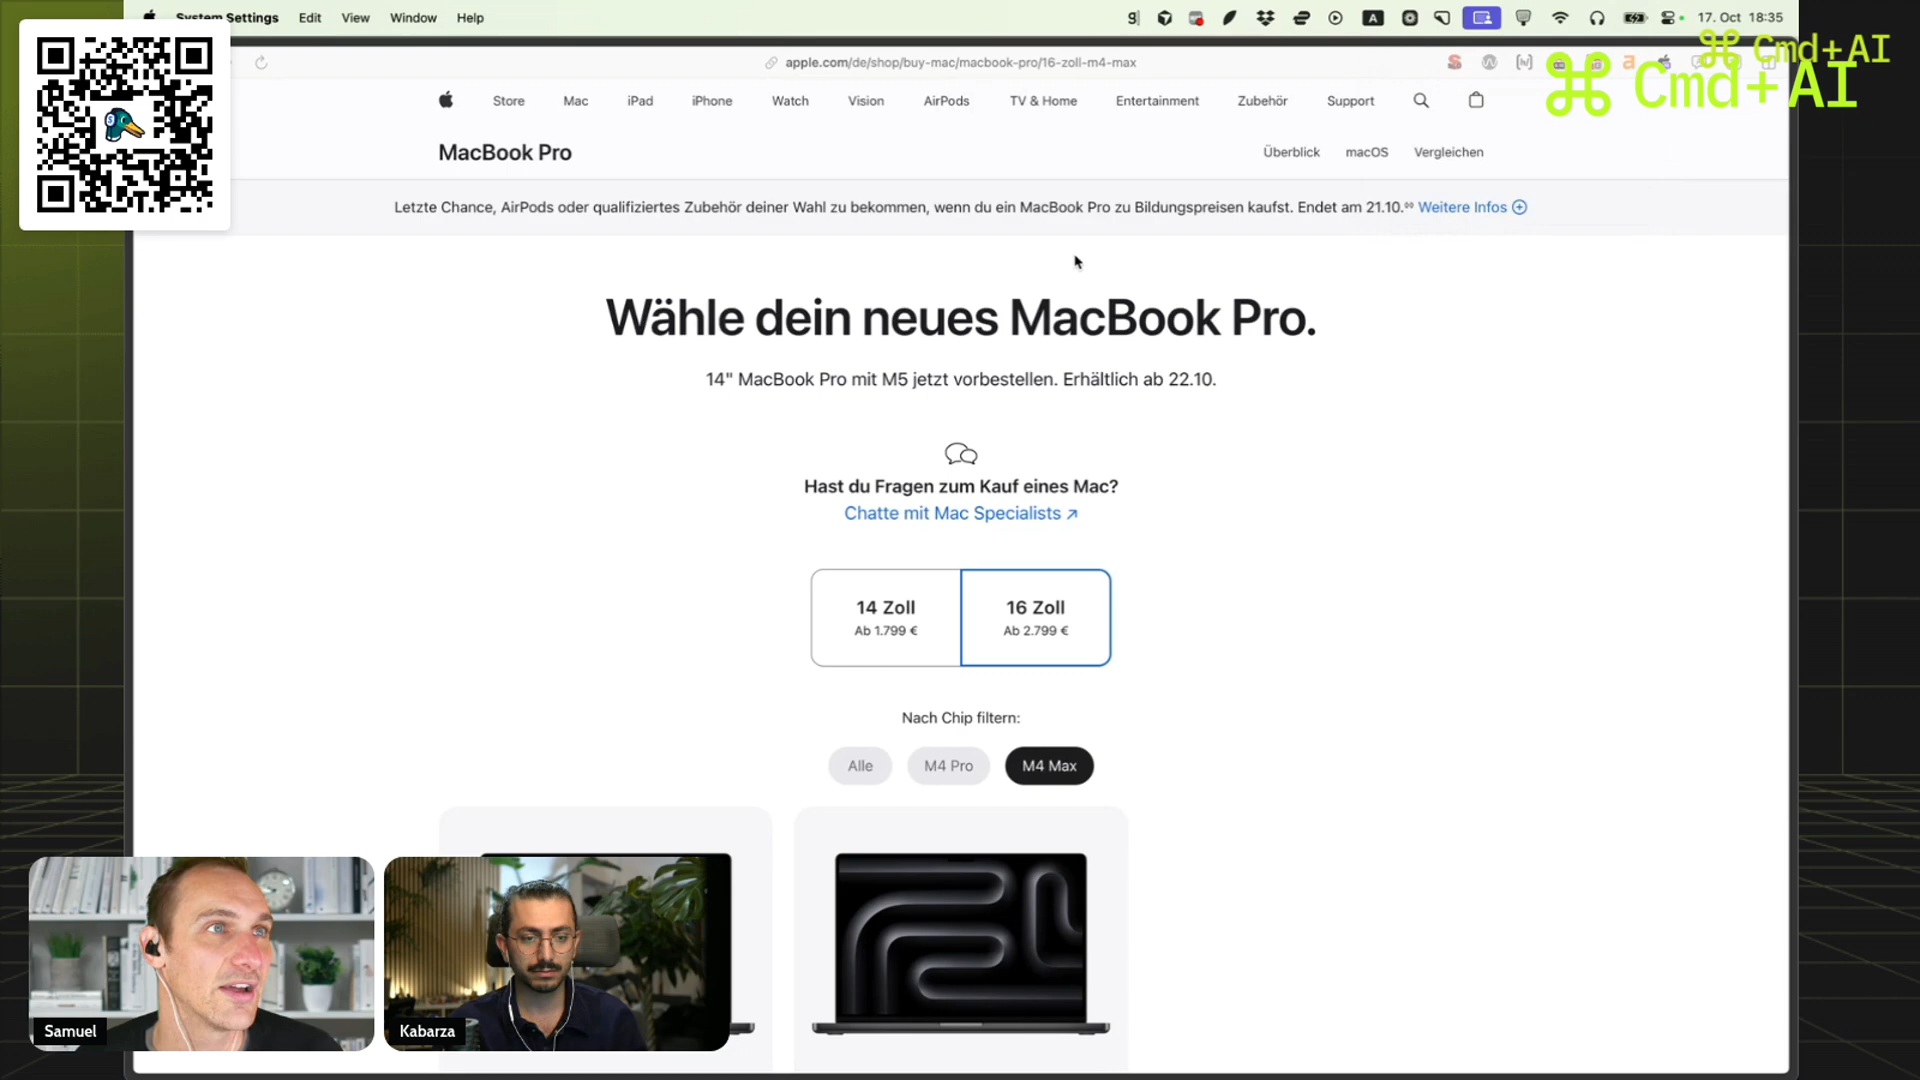 System Settings Edit View Window Help
17. Oct 18:35
apple.com/de/shop/buy-mac/macbook-pro/16-zoll-m4-max
Cmd+AI
Cmd+AI
Store Mac iPad iPhone Watch Vision AirPods TV & Home Entertainment Zubehör Support
MacBook Pro
Überblick macOS Vergleichen
Letzte Chance, AirPods oder qualifiziertes Zubehör deiner Wahl zu bekommen, wenn du ein MacBook Pro zu Bildungspreisen kaufst. Endet am 21.10.◊◊ Weitere Infos
Wähle dein neues MacBook Pro.
14" MacBook Pro mit M5 jetzt vorbestellen. Erhältlich ab 22.10.
Hast du Fragen zum Kauf eines Mac?
Chatte mit Mac Specialists ↗
14 Zoll
Ab 1.799 €
16 Zoll
Ab 2.799 €
Nach Chip filtern:
Alle M4 Pro M4 Max
Samuel
Kabarza